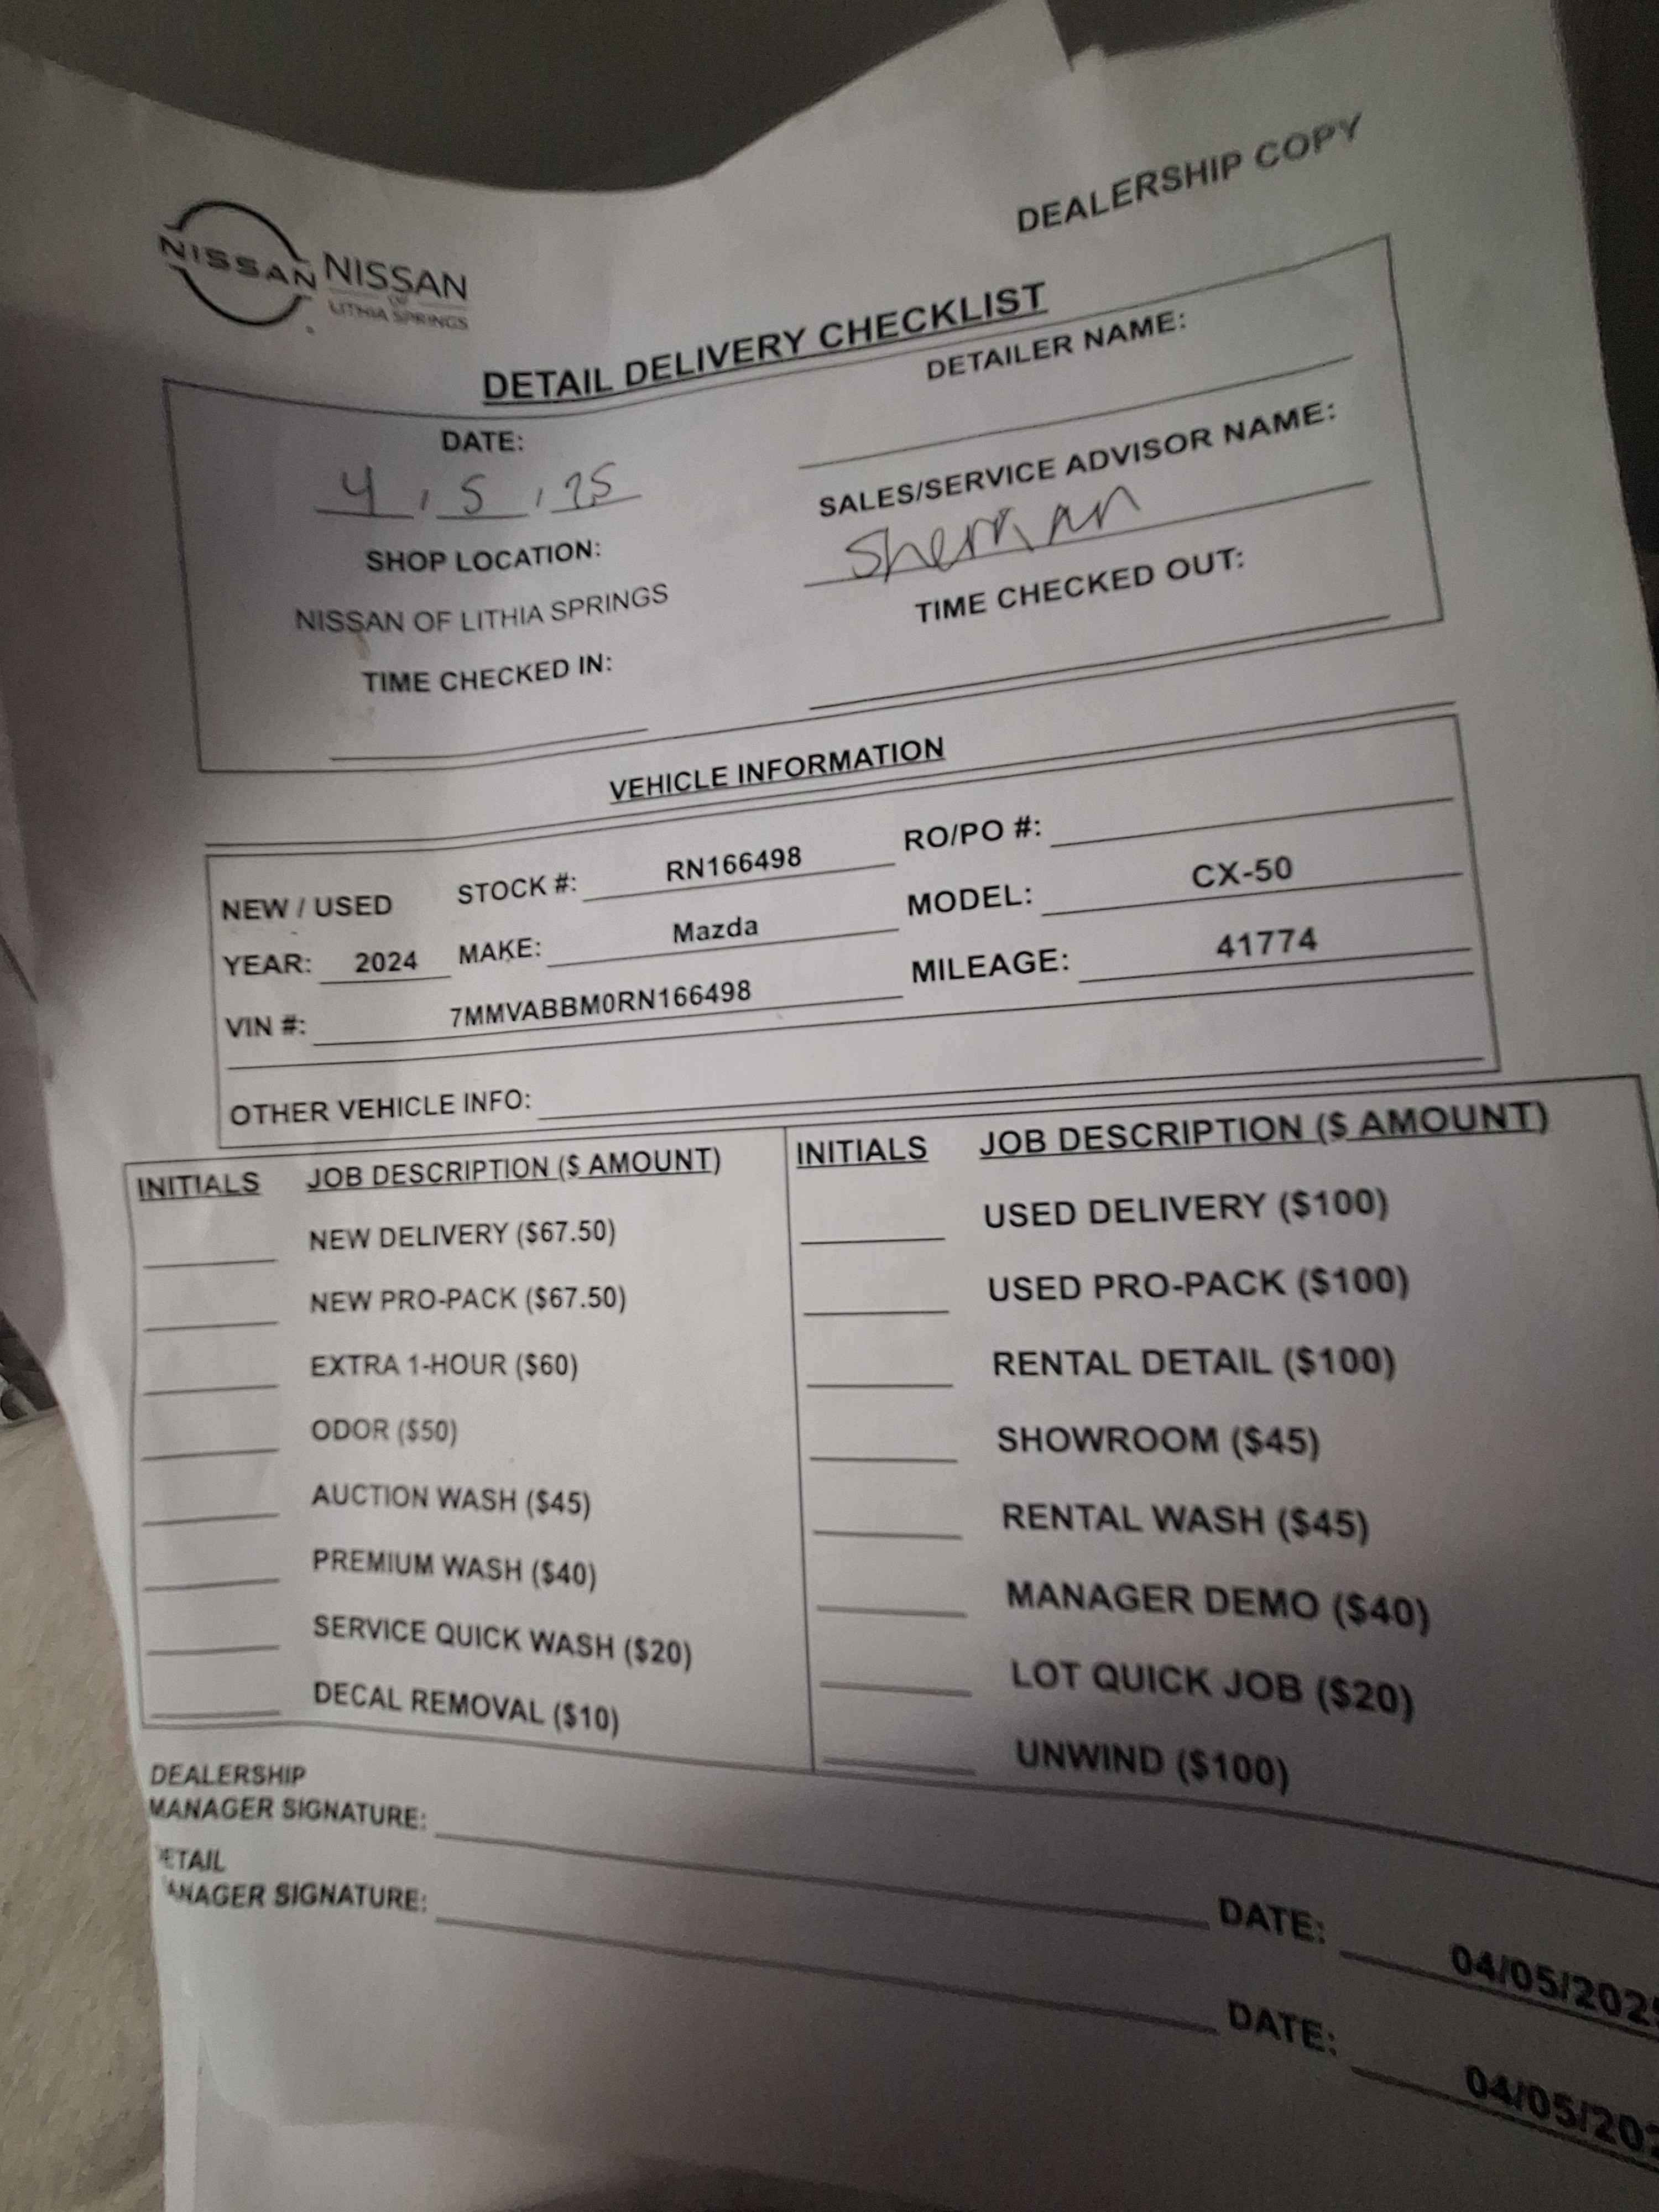 DEALERSHIP COPY
NISSAN NISSAN
OF
LITHIA SPRINGS
DETAIL DELIVERY CHECKLIST
DATE:
4 / 5 / 25
SHOP LOCATION:
NISSAN OF LITHIA SPRINGS
TIME CHECKED IN:
DETAILER NAME:
SALES/SERVICE ADVISOR NAME:
Sherman
TIME CHECKED OUT:
VEHICLE INFORMATION
NEW / USED STOCK #: RN166498 RO/PO #:
YEAR: 2024 MAKE: Mazda MODEL: CX-50
VIN #: 7MMVABBM0RN166498 MILEAGE: 41774
OTHER VEHICLE INFO:
INITIALS JOB DESCRIPTION ($ AMOUNT)
NEW DELIVERY ($67.50)
NEW PRO-PACK ($67.50)
EXTRA 1-HOUR ($60)
ODOR ($50)
AUCTION WASH ($45)
PREMIUM WASH ($40)
SERVICE QUICK WASH ($20)
DECAL REMOVAL ($10)
INITIALS JOB DESCRIPTION ($ AMOUNT)
USED DELIVERY ($100)
USED PRO-PACK ($100)
RENTAL DETAIL ($100)
SHOWROOM ($45)
RENTAL WASH ($45)
MANAGER DEMO ($40)
LOT QUICK JOB ($20)
UNWIND ($100)
DEALERSHIP
MANAGER SIGNATURE: DATE: 04/05/202
ETAIL
ANAGER SIGNATURE: DATE: 04/05/20